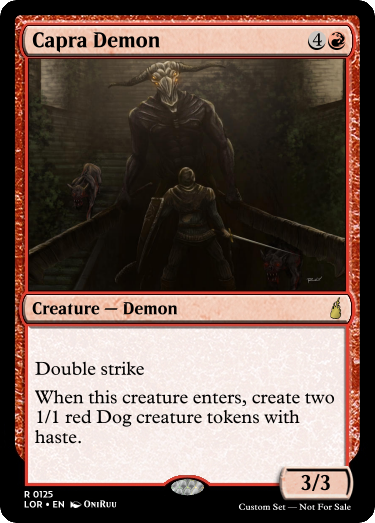 Capra Demon 4
Creature — Demon
Double strike
When this creature enters, create two
1/1 red Dog creature tokens with
haste.
3/3
R 0125
LOR • EN OniRuu
Custom Set — Not For Sale